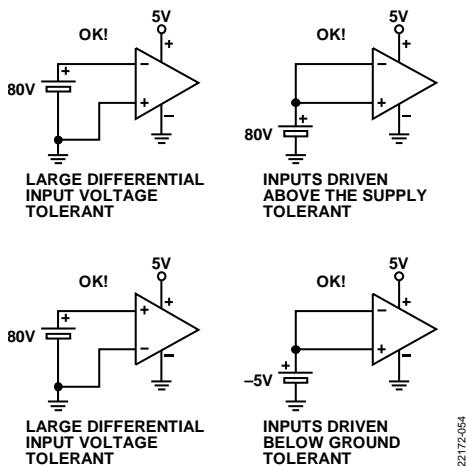 5V
OK!
+
80V
+
−
+
−
LARGE DIFFERENTIAL
INPUT VOLTAGE
TOLERANT
5V
OK!
+
−
+
−
+
80V
INPUTS DRIVEN
ABOVE THE SUPPLY
TOLERANT
5V
OK!
+
80V
+
+
−
−
LARGE DIFFERENTIAL
INPUT VOLTAGE
TOLERANT
5V
OK!
+
−
+
−
+
−5V
INPUTS DRIVEN
BELOW GROUND
TOLERANT
22172-054